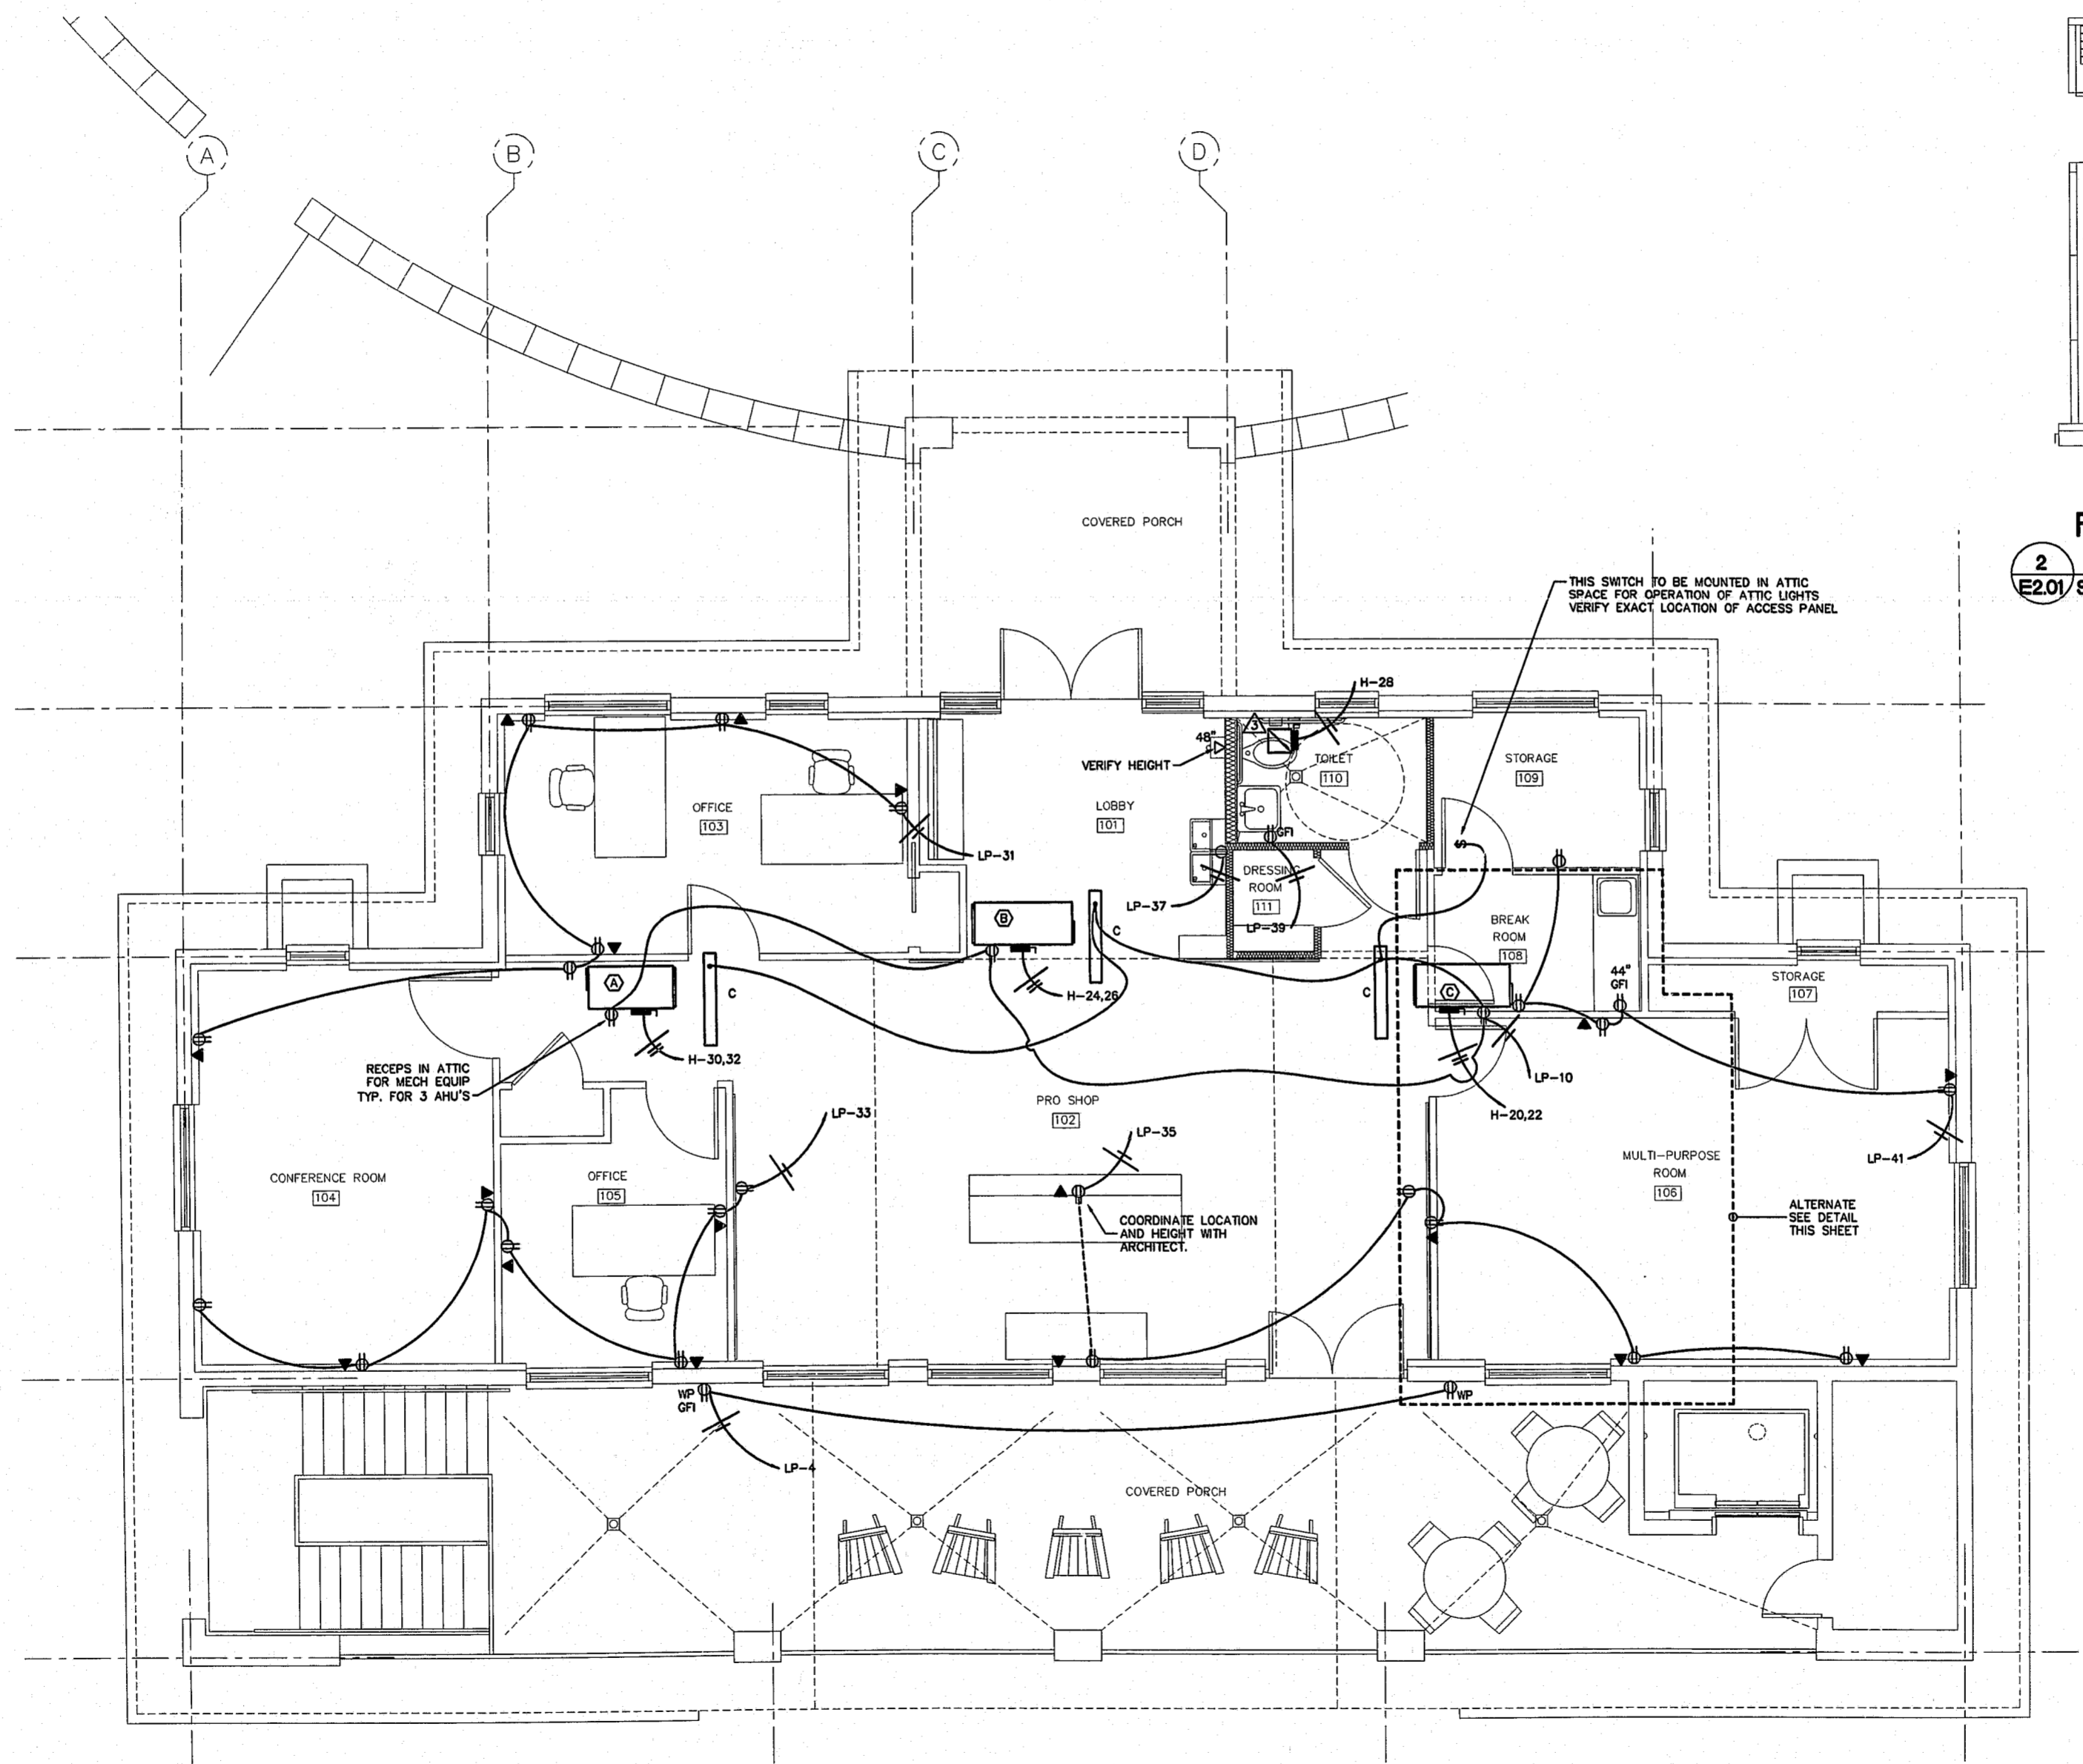 A
B
C
D
COVERED PORCH
2
E2.01
THIS SWITCH TO BE MOUNTED IN ATTIC
SPACE FOR OPERATION OF ATTIC LIGHTS
VERIFY EXACT LOCATION OF ACCESS PANEL
H-28
3
48"
VERIFY HEIGHT
TOILET
110
STORAGE
109
OFFICE
103
LOBBY
101
GFI
S
LP-31
DRESSING
ROOM
111
LP-37
LP-39
B
C
BREAK
ROOM
108
44"
GFI
STORAGE
107
A
C
H-24,26
C
C
H-30,32
RECEPS IN ATTIC
FOR MECH EQUIP
TYP. FOR 3 AHU'S
LP-10
H-20,22
PRO SHOP
102
LP-33
LP-35
LP-41
CONFERENCE ROOM
104
OFFICE
105
MULTI-PURPOSE
ROOM
106
COORDINATE LOCATION
AND HEIGHT WITH
ARCHITECT.
ALTERNATE
SEE DETAIL
THIS SHEET
WP
GFI
WP
LP-4
COVERED PORCH